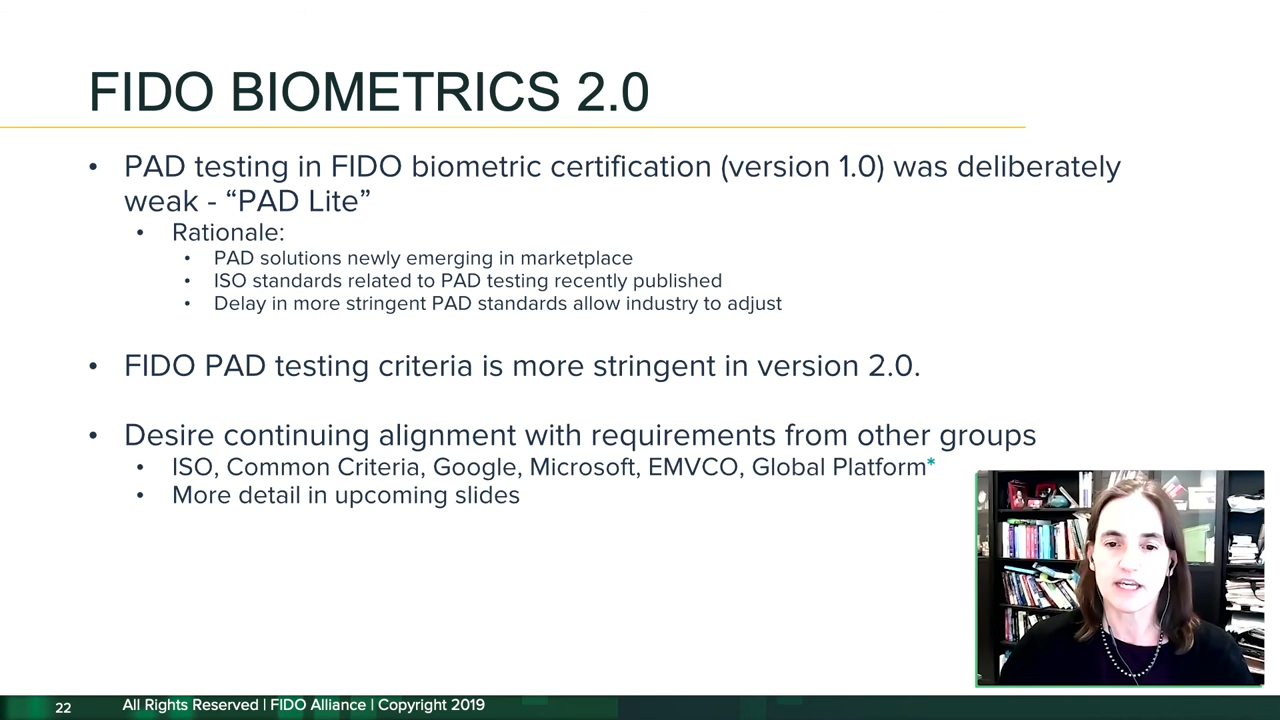 FIDO BIOMETRICS 2.0
• PAD testing in FIDO biometric certification (version 1.0) was deliberately
weak - “PAD Lite”
• Rationale:
• PAD solutions newly emerging in marketplace
• ISO standards related to PAD testing recently published
• Delay in more stringent PAD standards allow industry to adjust
• FIDO PAD testing criteria is more stringent in version 2.0.
• Desire continuing alignment with requirements from other groups
• ISO, Common Criteria, Google, Microsoft, EMVCO, Global Platform*
• More detail in upcoming slides
22 All Rights Reserved | FIDO Alliance | Copyright 2019